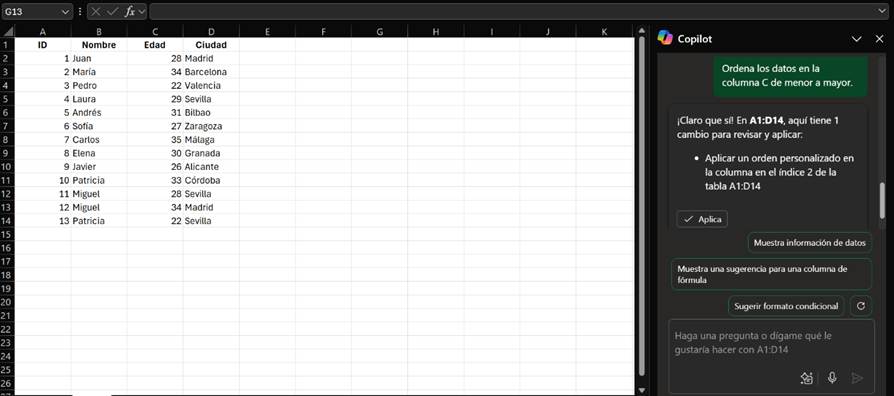 G13
fx
A B C D E F G H I J K
1 ID Nombre Edad Ciudad
2 1 Juan 28 Madrid
3 2 María 34 Barcelona
4 3 Pedro 22 Valencia
5 4 Laura 29 Sevilla
6 5 Andrés 31 Bilbao
7 6 Sofía 27 Zaragoza
8 7 Carlos 35 Málaga
9 8 Elena 30 Granada
10 9 Javier 26 Alicante
11 10 Patricia 33 Córdoba
12 11 Miguel 28 Sevilla
13 12 Miguel 34 Madrid
14 13 Patricia 22 Sevilla
15
16
17
18
19
20
21
22
23
24
25
26
Copilot
Ordena los datos en la
columna C de menor a mayor.
¡Claro que sí! En A1:D14, aquí tiene 1
cambio para revisar y aplicar:
• Aplicar un orden personalizado en
la columna en el índice 2 de la
tabla A1:D14
Aplica
Muestra información de datos
Muestra una sugerencia para una columna de
fórmula
Sugerir formato condicional
Haga una pregunta o dígame qué le
gustaría hacer con A1:D14